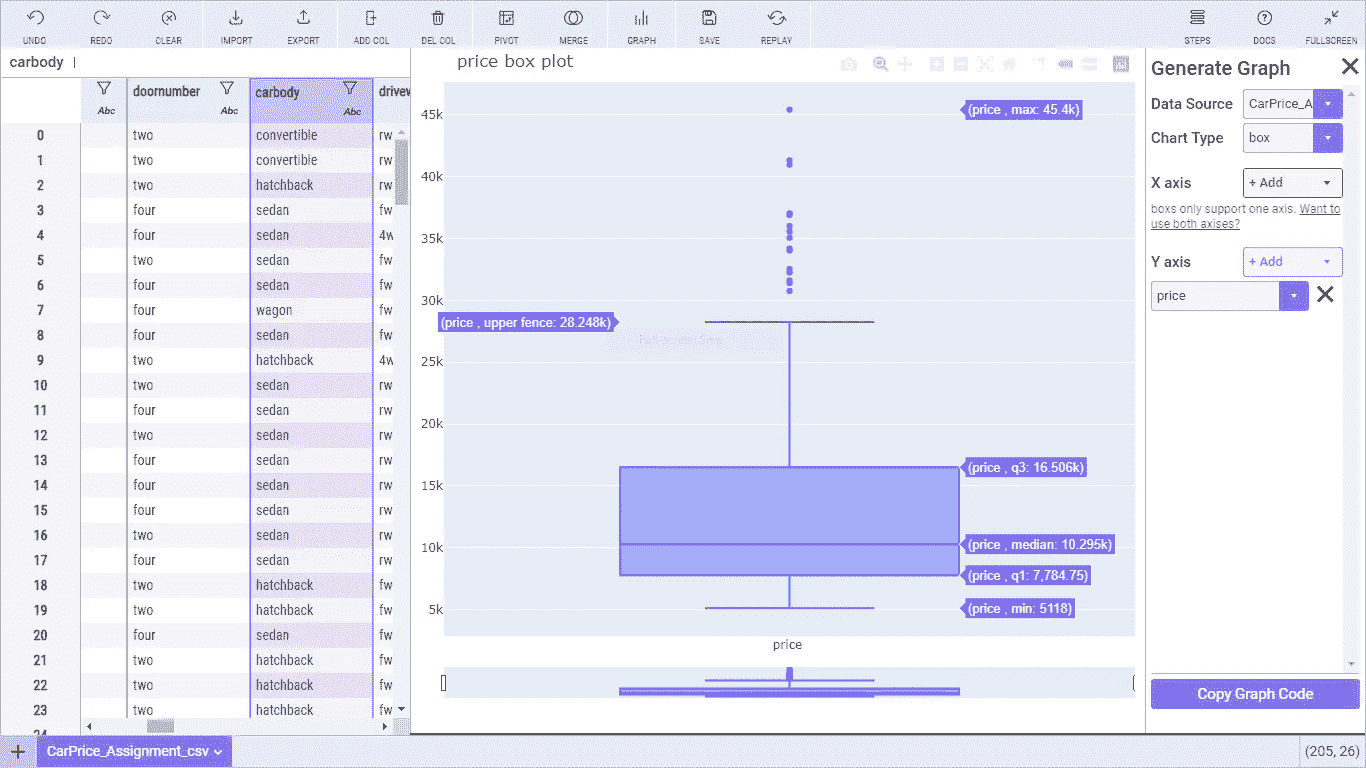 UNDO REDO CLEAR IMPORT EXPORT ADD COL DEL COL PIVOT MERGE GRAPH SAVE REPLAY STEPS DOCS FULLSCREEN
carbody
doornumber carbody
Abc Abc Abc
0 two convertible rw
1 two convertible rw
2 two hatchback rw
3 four sedan fw
4 four sedan 4w
5 two sedan fw
6 four sedan fw
7 four wagon fw
8 four sedan fw
9 two hatchback 4w
10 two sedan rw
11 four sedan rw
12 two sedan rw
13 four sedan rw
14 four sedan rw
15 four sedan rw
16 two sedan rw
17 four sedan rw
18 two hatchback fw
19 two hatchback fw
20 four sedan fw
21 two hatchback fw
22 two hatchback fw
23 two hatchback fw
24
price box plot
45k
40k
35k
30k
25k
20k
15k
10k
5k
(price , max: 45.4k)
(price , upper fence: 28.248k)
Full-screen Snip
(price , q3: 16.506k)
(price , median: 10.295k)
(price , q1: 7,784.75)
(price , min: 5118)
price
Generate Graph
Data Source CarPrice_A
Chart Type box
X axis + Add
boxs only support one axis. Want to
use both axises?
Y axis + Add
price
Copy Graph Code
CarPrice_Assignment_csv
(205, 26)